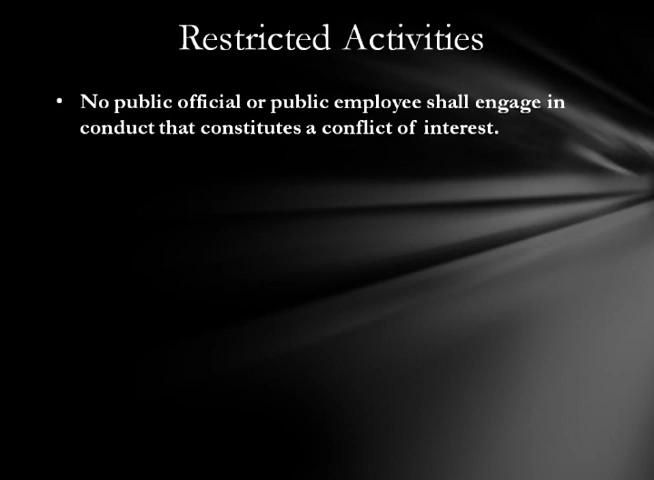 Restricted Activities
• No public official or public employee shall engage in
conduct that constitutes a conflict of interest.